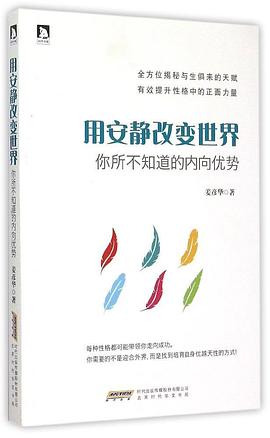 全方位揭秘与生俱来的天赋
有效提升性格中的正面力量
用安静改变世界
你所不知道的内向优势
姜彦华◎著
每种性格都可能带领你走向成功。
你需要的不是迎合外界，而是找到培育自身优越天性的方式！
时代出版传媒股份有限公司
北京时代华文书局
用安静改变世界
你所不知道的内向优势
姜彦华◎著